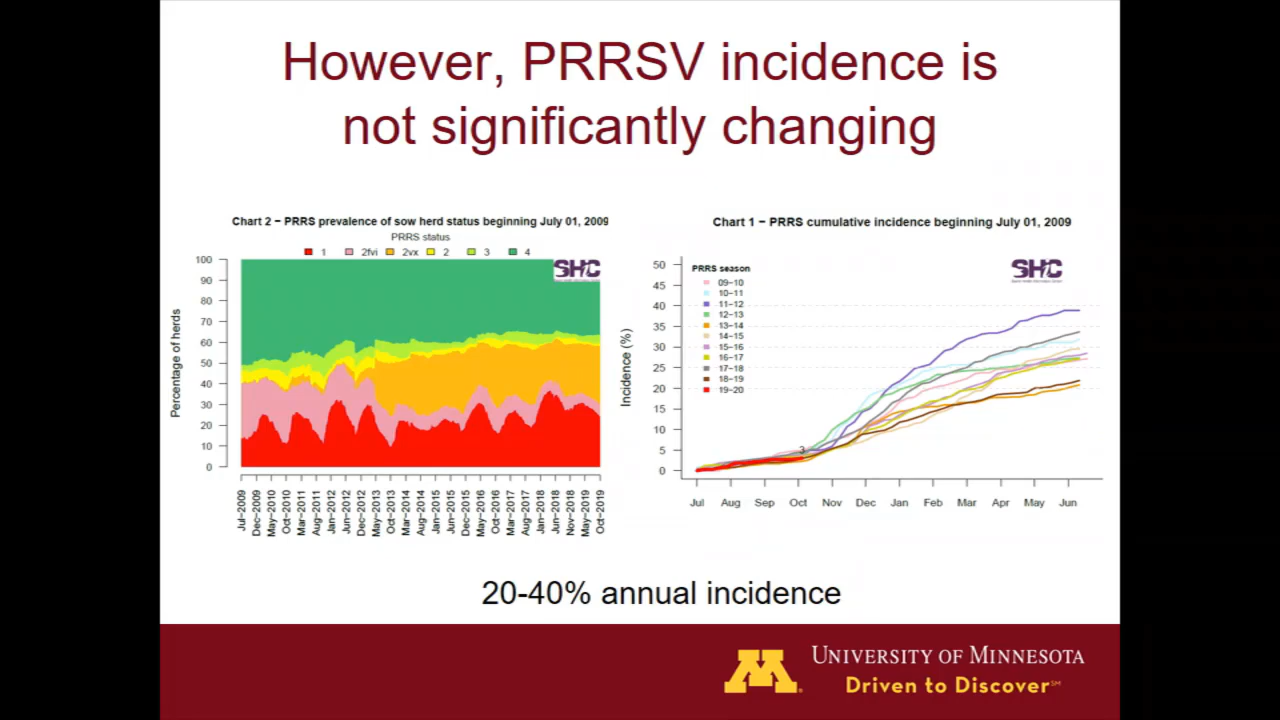 However, PRRSV incidence is
not significantly changing
Chart 2 − PRRS prevalence of sow herd status beginning July 01, 2009
PRRS status
1 2fvi 2vx 2 3 4
SHC
Percentage of herds
100
90
80
70
60
50
40
30
20
10
0
Jul−2009
Dec−2009
May−2010
Oct−2010
Mar−2011
Aug−2011
Jan−2012
Jun−2012
Dec−2012
May−2013
Oct−2013
Mar−2014
Aug−2014
Jan−2015
Jul−2015
Dec−2015
May−2016
Oct−2016
Mar−2017
Aug−2017
Jan−2018
Jun−2018
Nov−2018
May−2019
Oct−2019
Chart 1 − PRRS cumulative incidence beginning July 01, 2009
SHC
Incidence (%)
50
45
40
35
30
25
20
15
10
5
0
PRRS season
09−10
10−11
11−12
12−13
13−14
14−15
15−16
16−17
17−18
18−19
19−20
3
Jul Aug Sep Oct Nov Dec Jan Feb Mar Apr May Jun
20-40% annual incidence
M
UNIVERSITY OF MINNESOTA
Driven to Discover℠